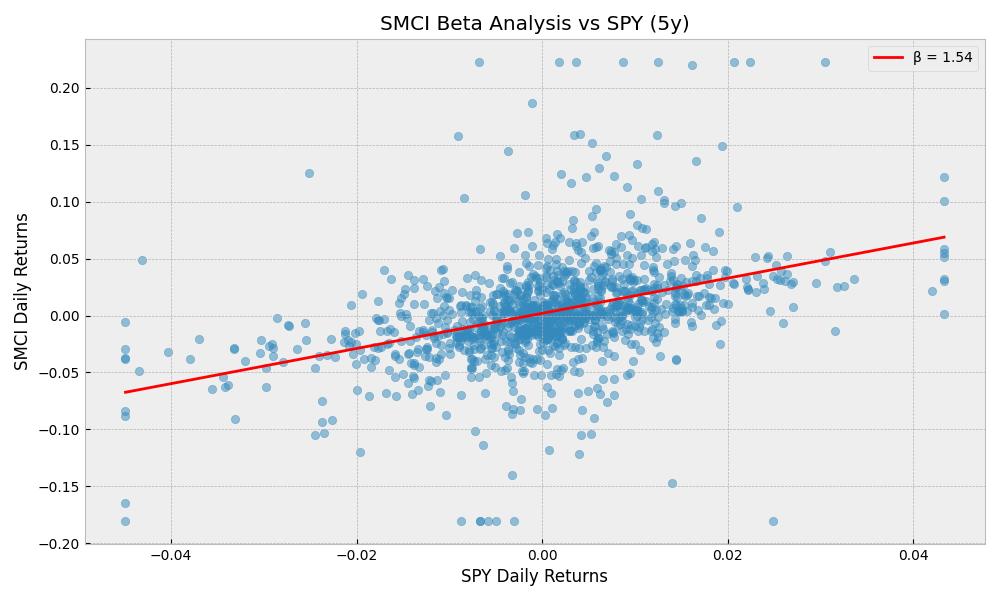 SMCI Beta Analysis vs SPY (5y)
β = 1.54
0.20
0.15
0.10
0.05
0.00
−0.05
−0.10
−0.15
−0.20
SMCI Daily Returns
−0.04 −0.02 0.00 0.02 0.04
SPY Daily Returns